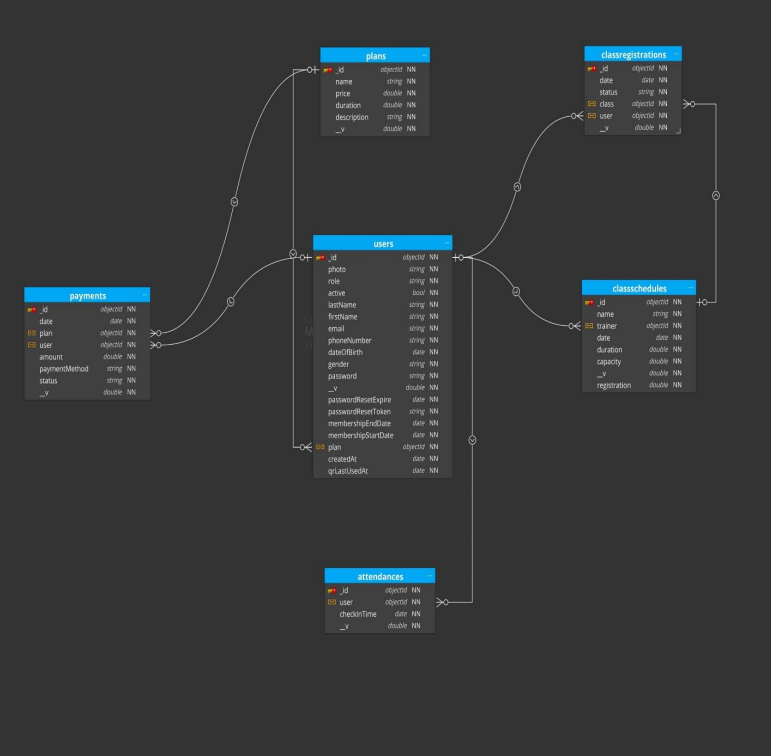 plans
_id objectid NN
name string NN
price double NN
duration double NN
description string NN
__v double NN
classregistrations
_id objectid NN
date date NN
status string NN
class objectid NN
user objectid NN
__v double NN
users
_id objectid NN
photo string NN
role string NN
active bool NN
lastName string NN
firstName string NN
email string NN
phoneNumber string NN
dateOfBirth date NN
gender string NN
password string NN
__v double NN
passwordResetExpire date NN
passwordResetToken string NN
membershipEndDate date NN
membershipStartDate date NN
plan objectid NN
createdAt date NN
qrLastUsedAt date NN
payments
_id objectid NN
date date NN
plan objectid NN
user objectid NN
amount double NN
paymentMethod string NN
status string NN
__v double NN
classschedules
_id objectid NN
name string NN
trainer objectid NN
date date NN
duration double NN
capacity double NN
__v double NN
registration double NN
attendances
_id objectid NN
user objectid NN
checkInTime date NN
__v double NN